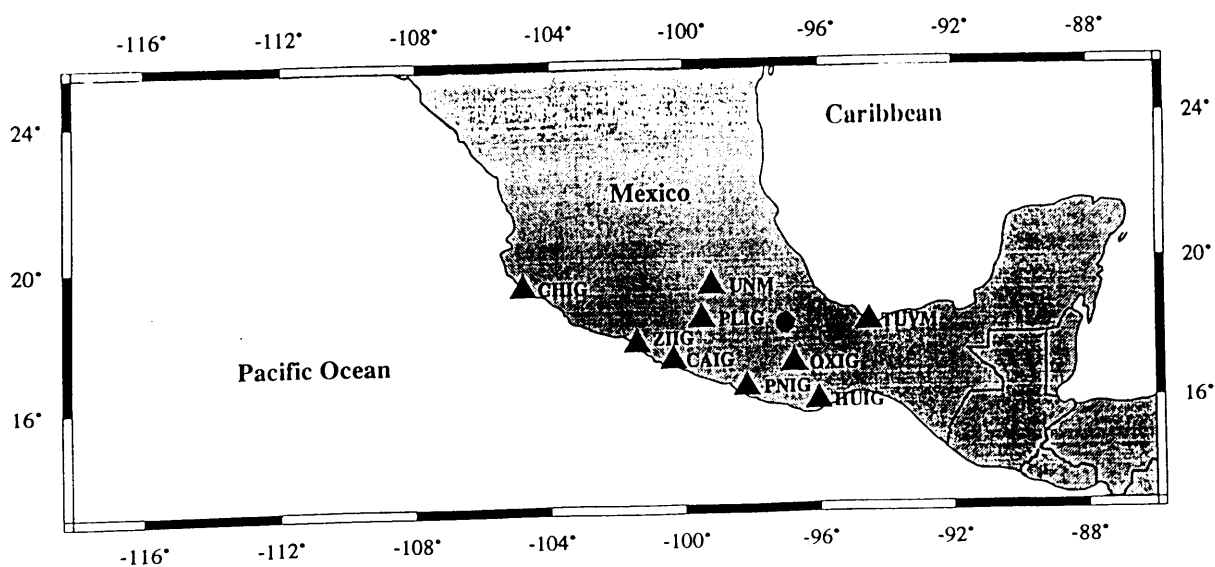 -116° -112° -108° -104° -100° -96° -92° -88°
24° Caribbean 24°
Mexico
20° 20°
CHIG UNM
PLIG TUVM
ZIIG
CAIG OXIG
Pacific Ocean
PNIG 16°
HUIG
16°
-116° -112° -108° -104° -100° -96° -92° -88°